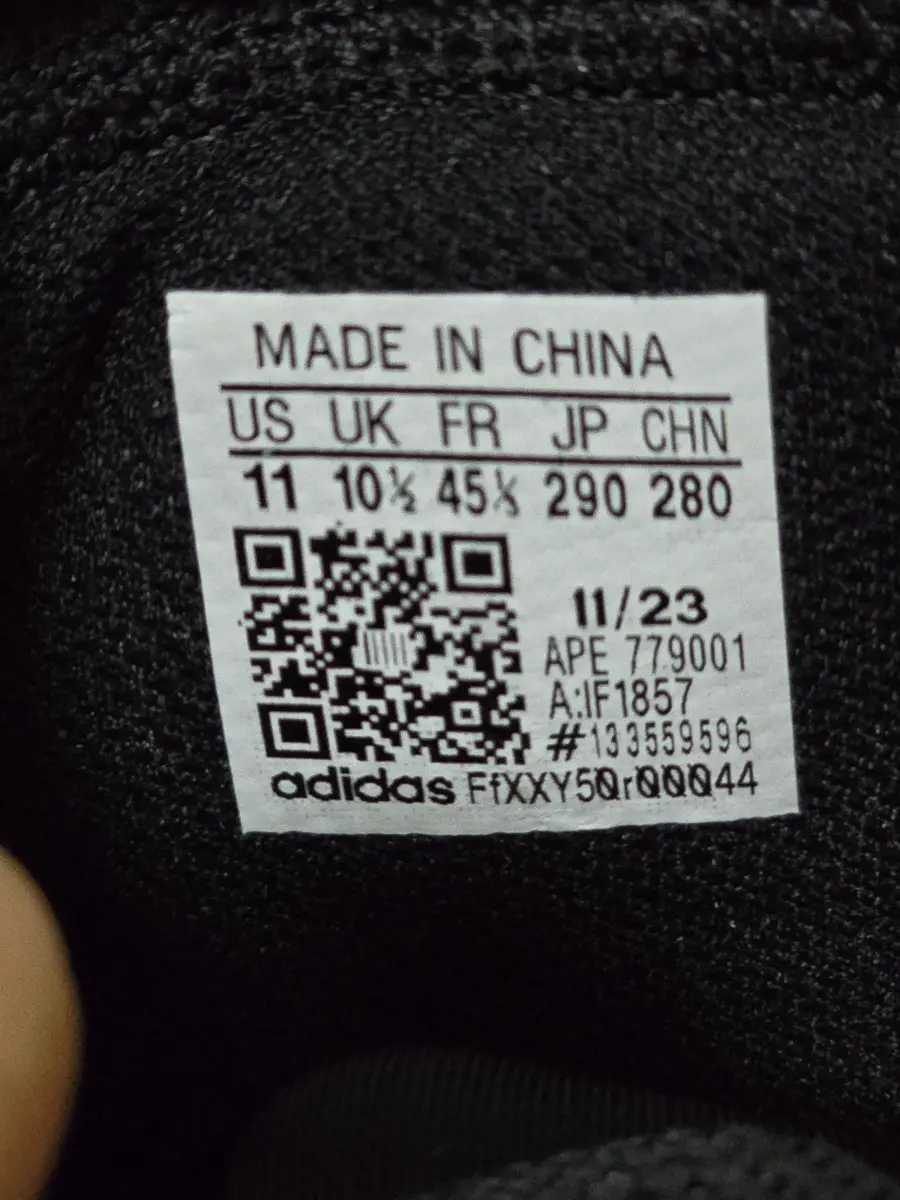 MADE IN CHINA
US UK FR JP CHN
11 10½ 45⅓ 290 280
11/23
APE 779001
A:IF1857
#133559596
adidas FfXXY50r00044